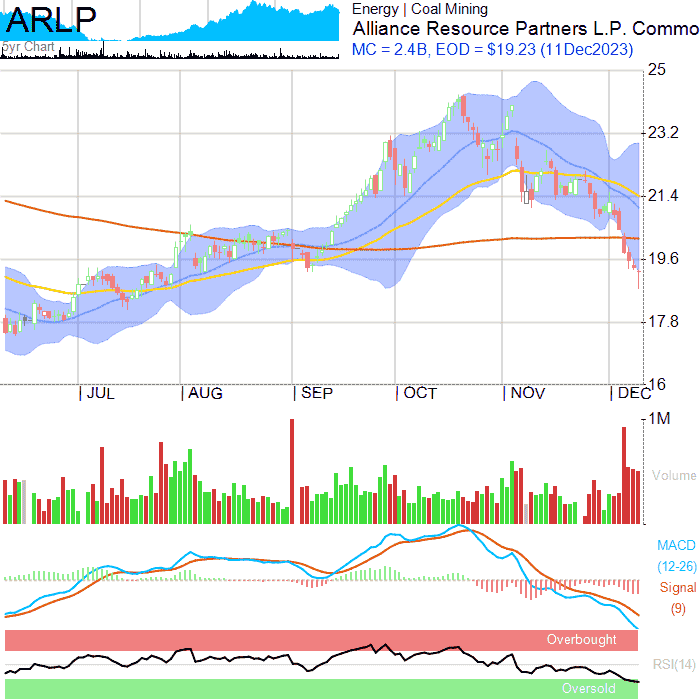 ARLP
5yr Chart
Energy | Coal Mining
Alliance Resource Partners L.P. Commo
MC = 2.4B, EOD = $19.23 (11Dec2023)
25
23.2
21.4
19.6
17.8
16
JUL
AUG
SEP
OCT
NOV
DEC
1M
Volume
MACD
(12-26)
Signal
(9)
Overbought
RSI(14)
Oversold